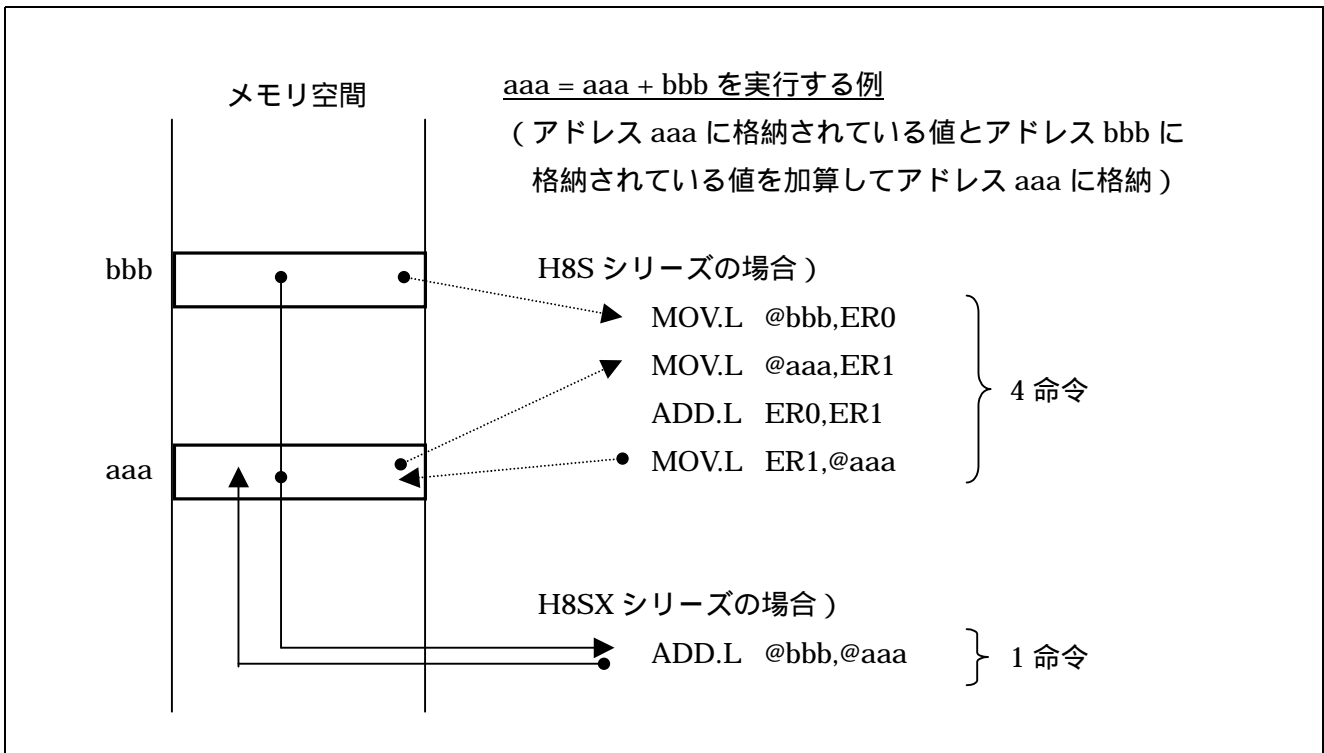 メモリ空間
aaa = aaa + bbb を実行する例
(アドレス aaa に格納されている値とアドレス bbb に
格納されている値を加算してアドレス aaa に格納)
bbb
H8S シリーズの場合)
MOV.L @bbb,ER0
MOV.L @aaa,ER1
ADD.L ER0,ER1
MOV.L ER1,@aaa
4 命令
aaa
H8SX シリーズの場合)
ADD.L @bbb,@aaa
1 命令